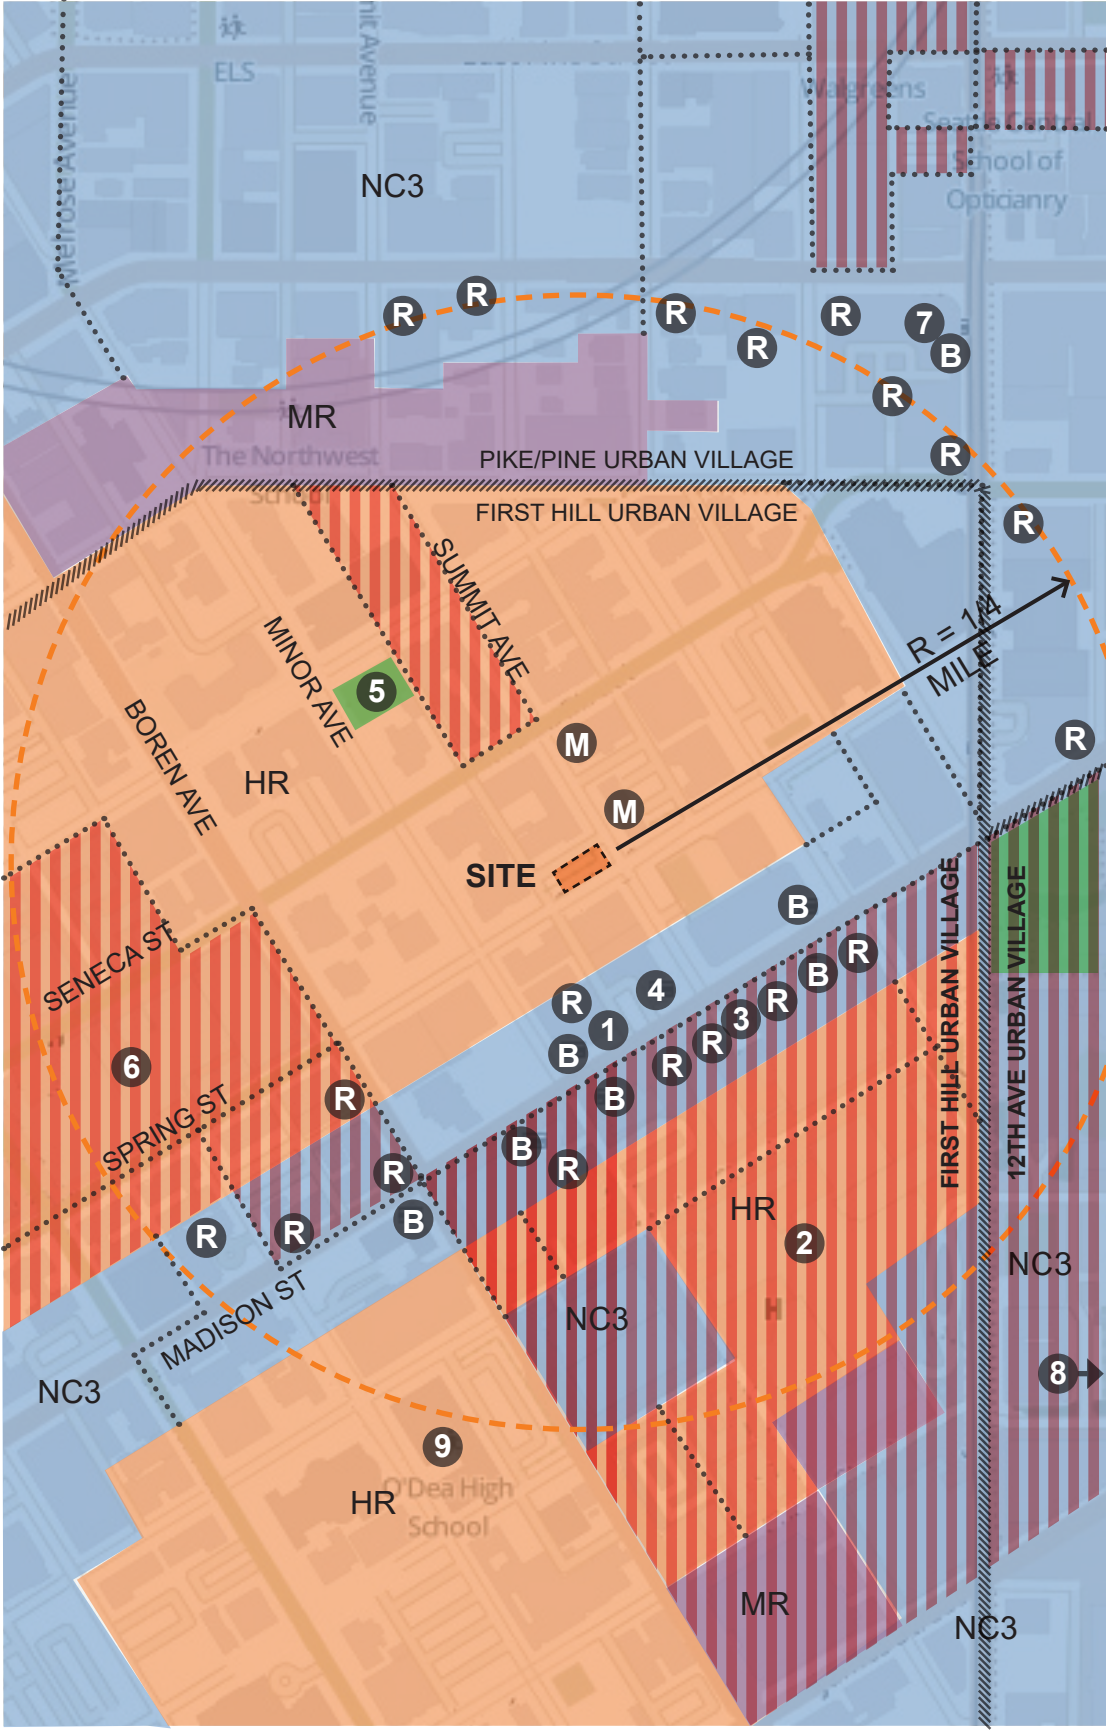 ELS
Melrose Avenue
Avenue
Walgreens
Seattle Central
School of
Opticianry
NC3
R
R
R
R
R
7
B
R
R
R
MR
The Northwest
School
PIKE/PINE URBAN VILLAGE
FIRST HILL URBAN VILLAGE
SUMMIT AVE
MINOR AVE
BOREN AVE
5
R = 1/4
MILE
M
M
R
HR
SITE
B
R
B
R
3
R
R
4
R
1
B
B
B
R
FIRST HILL URBAN VILLAGE
12TH AVE URBAN VILLAGE
SENECA ST
6
SPRING ST
R
R
B
R
R
MADISON ST
HR
2
H
NC3
NC3
NC3
8
9
O'Dea High
School
HR
MR
NC3